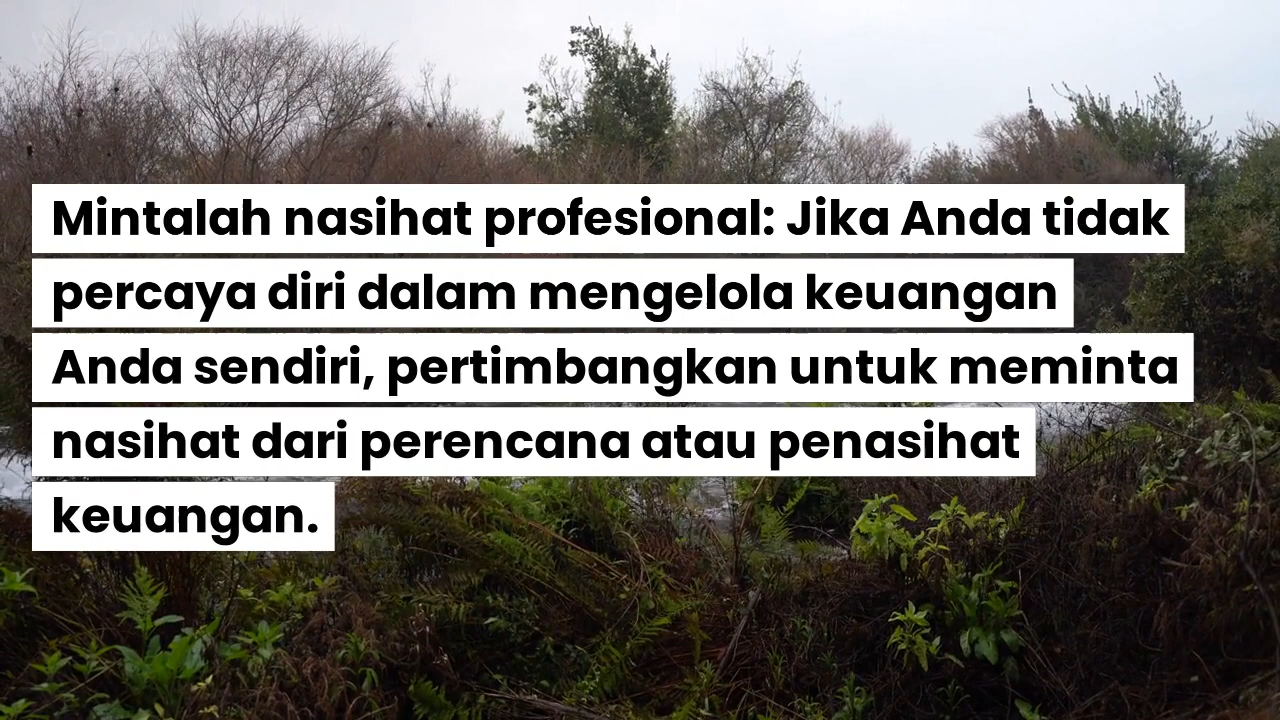 Mintalah nasihat profesional: Jika Anda tidak
percaya diri dalam mengelola keuangan
Anda sendiri, pertimbangkan untuk meminta
nasihat dari perencana atau penasihat
keuangan.